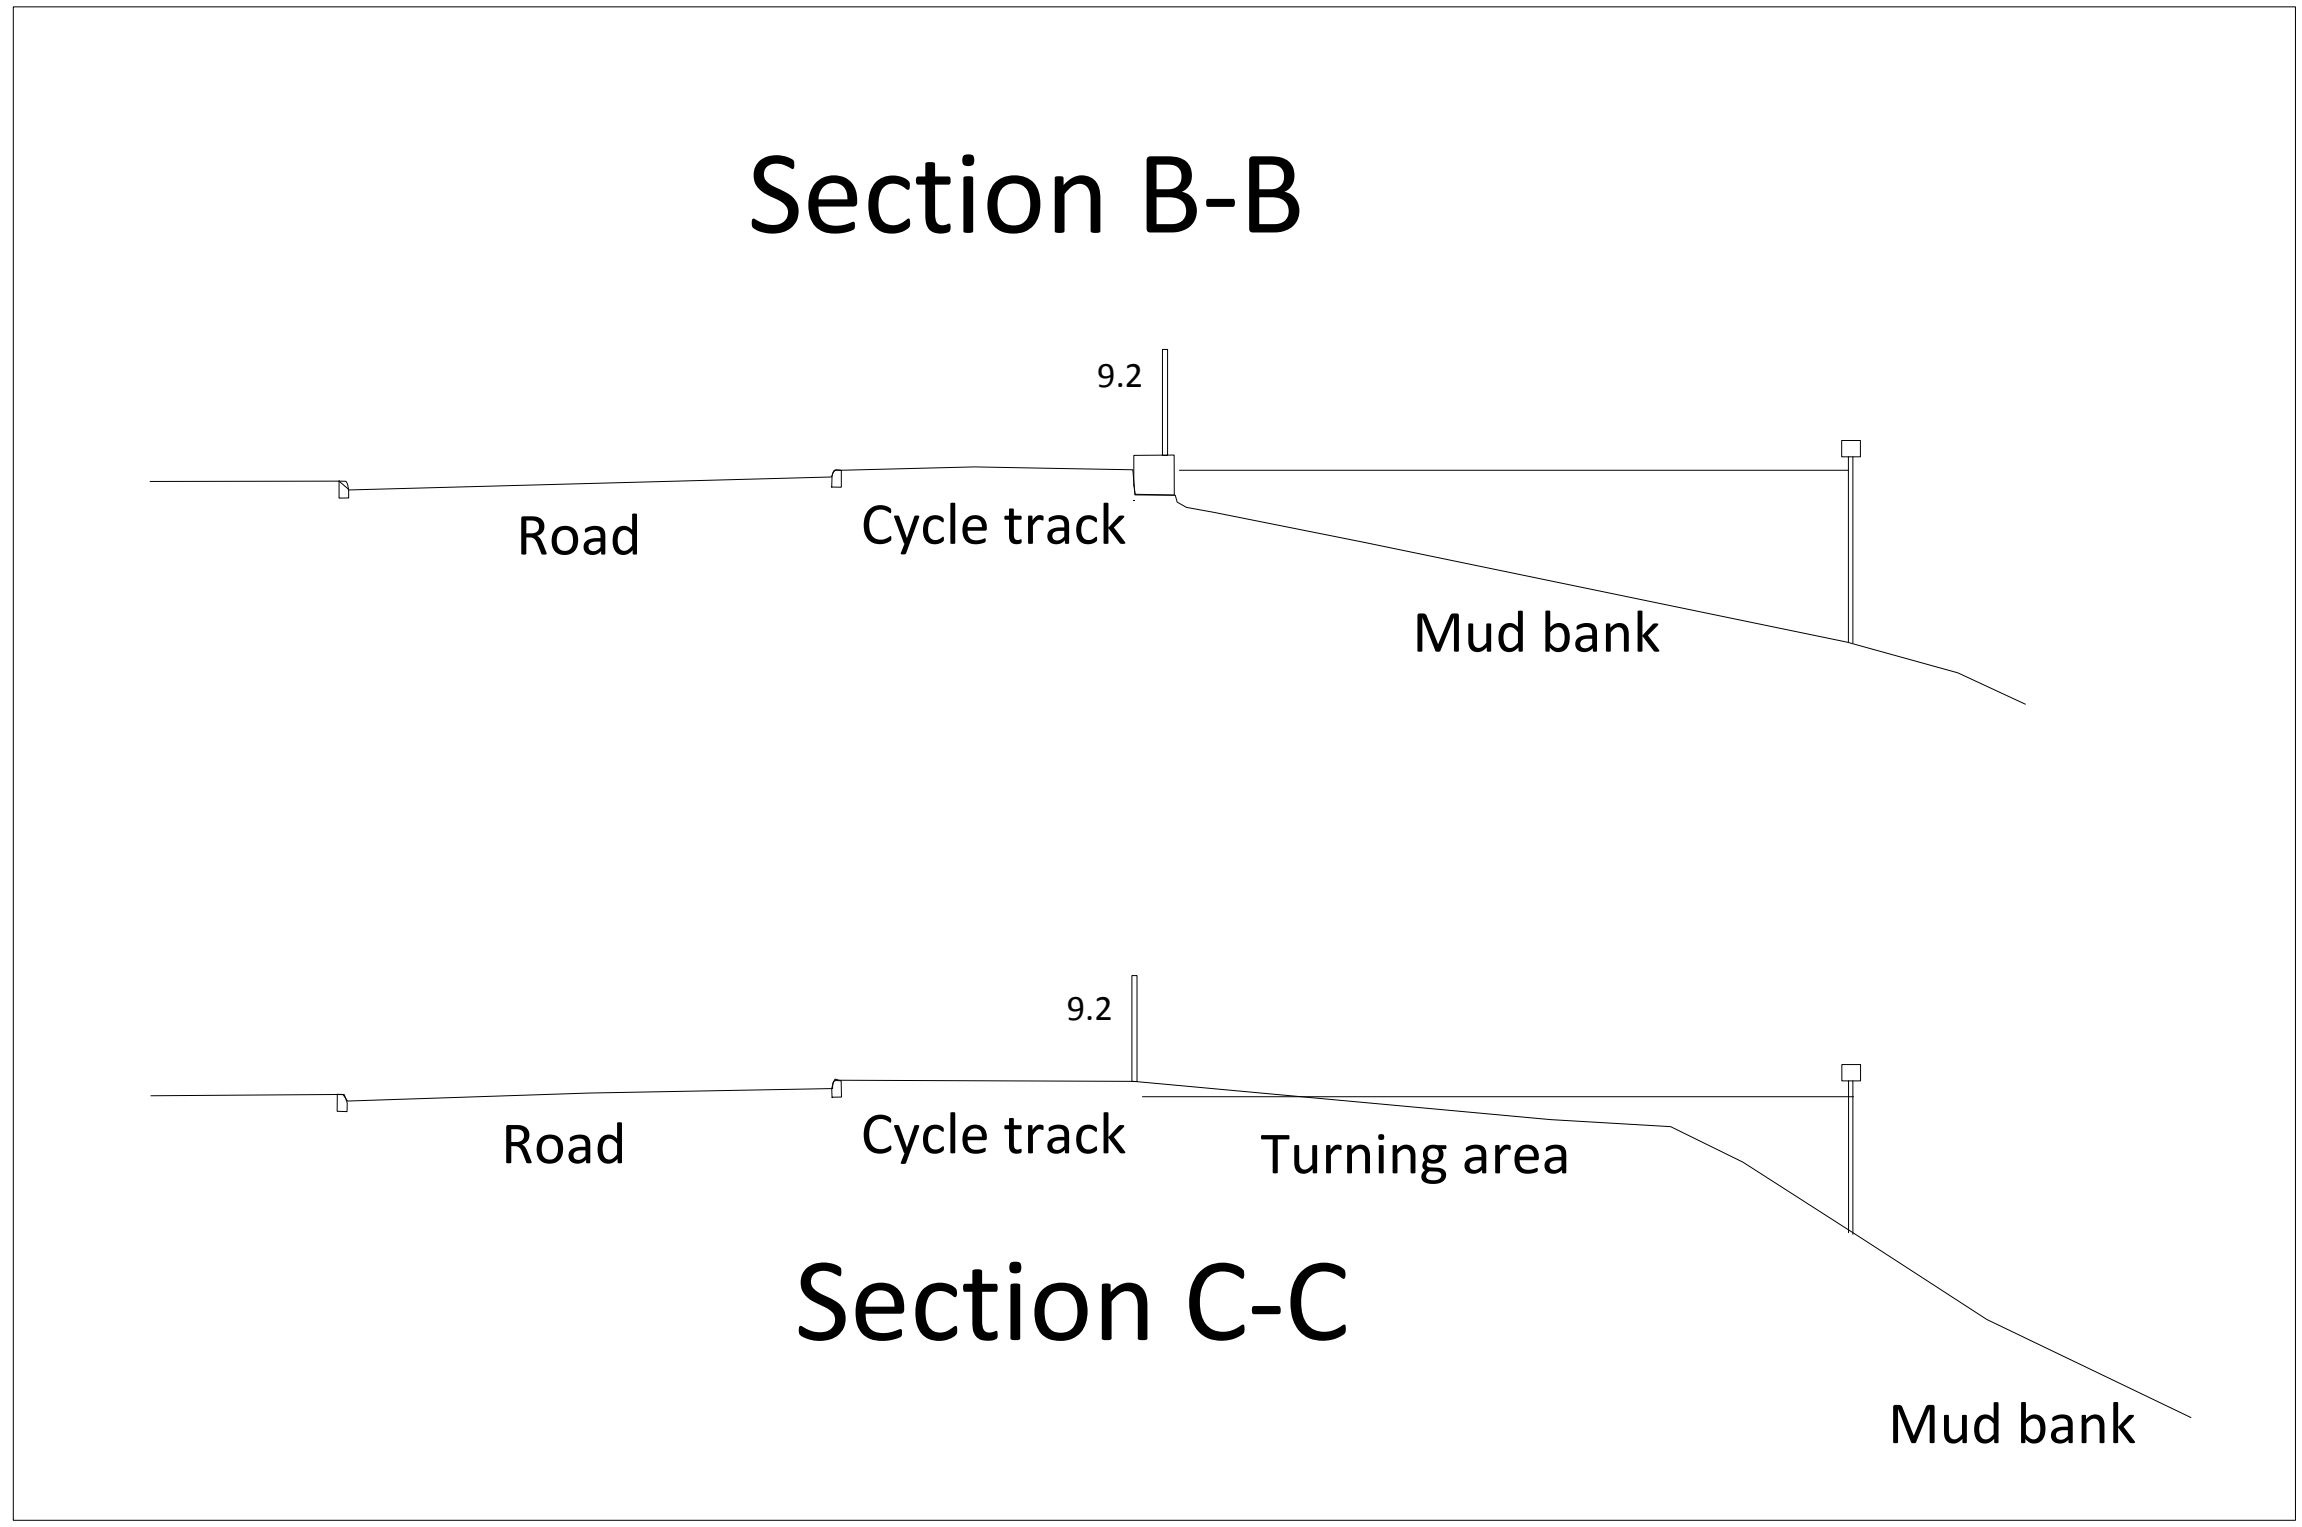 Section B-B
9.2
Road
Cycle track
Mud bank
9.2
Road
Cycle track
Turning area
Section C-C
Mud bank